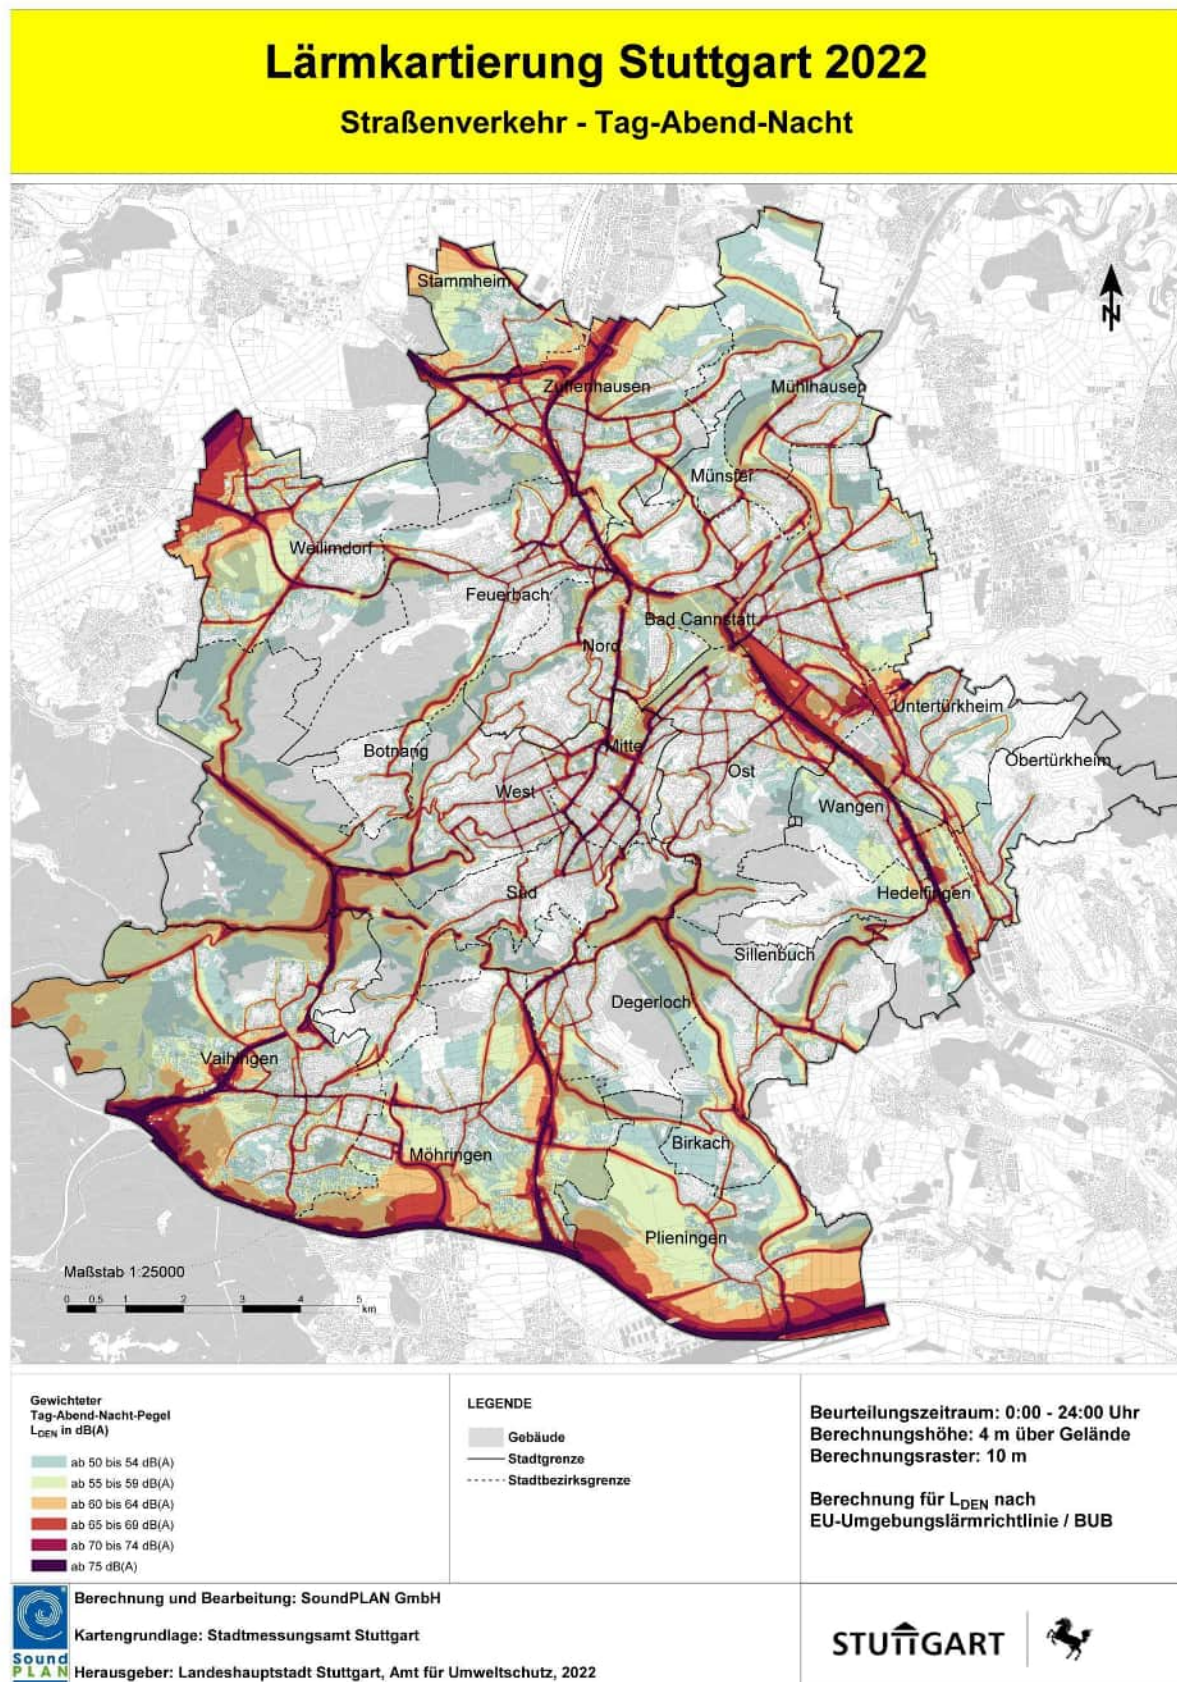 Lärmkartierung Stuttgart 2022
Straßenverkehr - Tag-Abend-Nacht
N
Stammheim
Zuffenhausen
Mühlhausen
Münster
Weilimdorf
Feuerbach
Bad Cannstatt
Nord
Untertürkheim
Botnang
Mitte
Obertürkheim
Ost
West
Wangen
Süd
Hedelfingen
Sillenbuch
Degerloch
Vaihingen
Birkach
Möhringen
Plieningen
Maßstab 1:25000
0 0.5 1 2 3 4 5
km
Gewichteter
Tag-Abend-Nacht-Pegel
LDEN in dB(A)
ab 50 bis 54 dB(A)
ab 55 bis 59 dB(A)
ab 60 bis 64 dB(A)
ab 65 bis 69 dB(A)
ab 70 bis 74 dB(A)
ab 75 dB(A)
LEGENDE
Gebäude
Stadtgrenze
Stadtbezirksgrenze
Beurteilungszeitraum: 0:00 - 24:00 Uhr
Berechnungshöhe: 4 m über Gelände
Berechnungsraster: 10 m
Berechnung für LDEN nach
EU-Umgebungslärmrichtlinie / BUB
Sound
PLAN
Berechnung und Bearbeitung: SoundPLAN GmbH
Kartengrundlage: Stadtmessungsamt Stuttgart
Herausgeber: Landeshauptstadt Stuttgart, Amt für Umweltschutz, 2022
STUTTGART